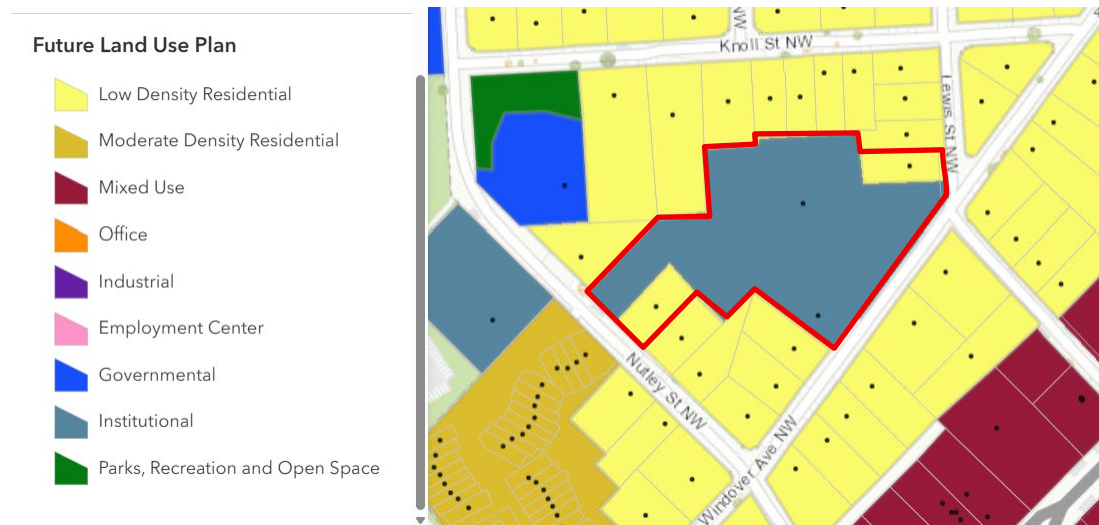 Future Land Use Plan
Low Density Residential
Moderate Density Residential
Mixed Use
Office
Industrial
Employment Center
Governmental
Institutional
Parks, Recreation and Open Space
NW
Knoll St NW
Lewis St NW
Nutley St NW
Windover Ave NW